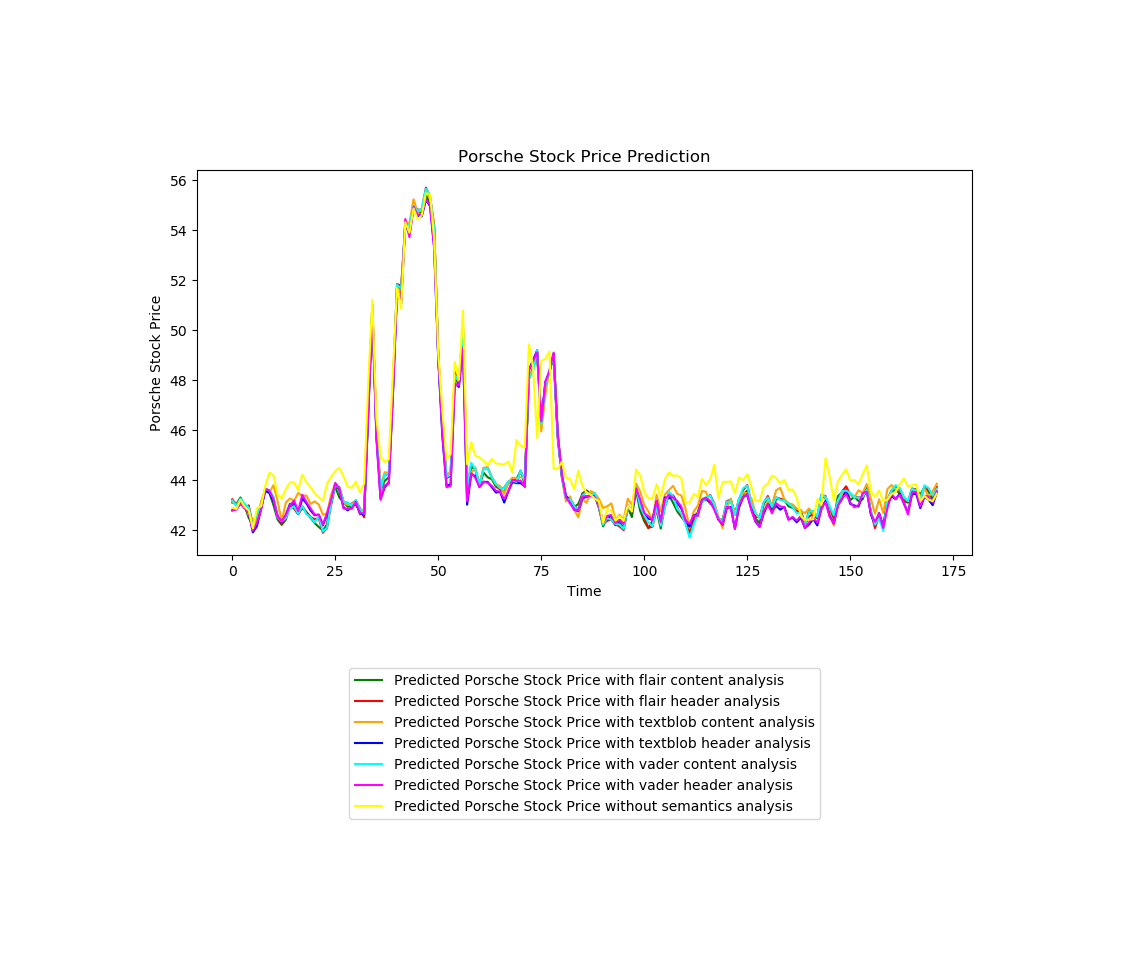 Porsche Stock Price Prediction
56
54
52
50
48
46
44
42
Porsche Stock Price
0 25 50 75 100 125 150 175
Time
Predicted Porsche Stock Price with flair content analysis
Predicted Porsche Stock Price with flair header analysis
Predicted Porsche Stock Price with textblob content analysis
Predicted Porsche Stock Price with textblob header analysis
Predicted Porsche Stock Price with vader content analysis
Predicted Porsche Stock Price with vader header analysis
Predicted Porsche Stock Price without semantics analysis